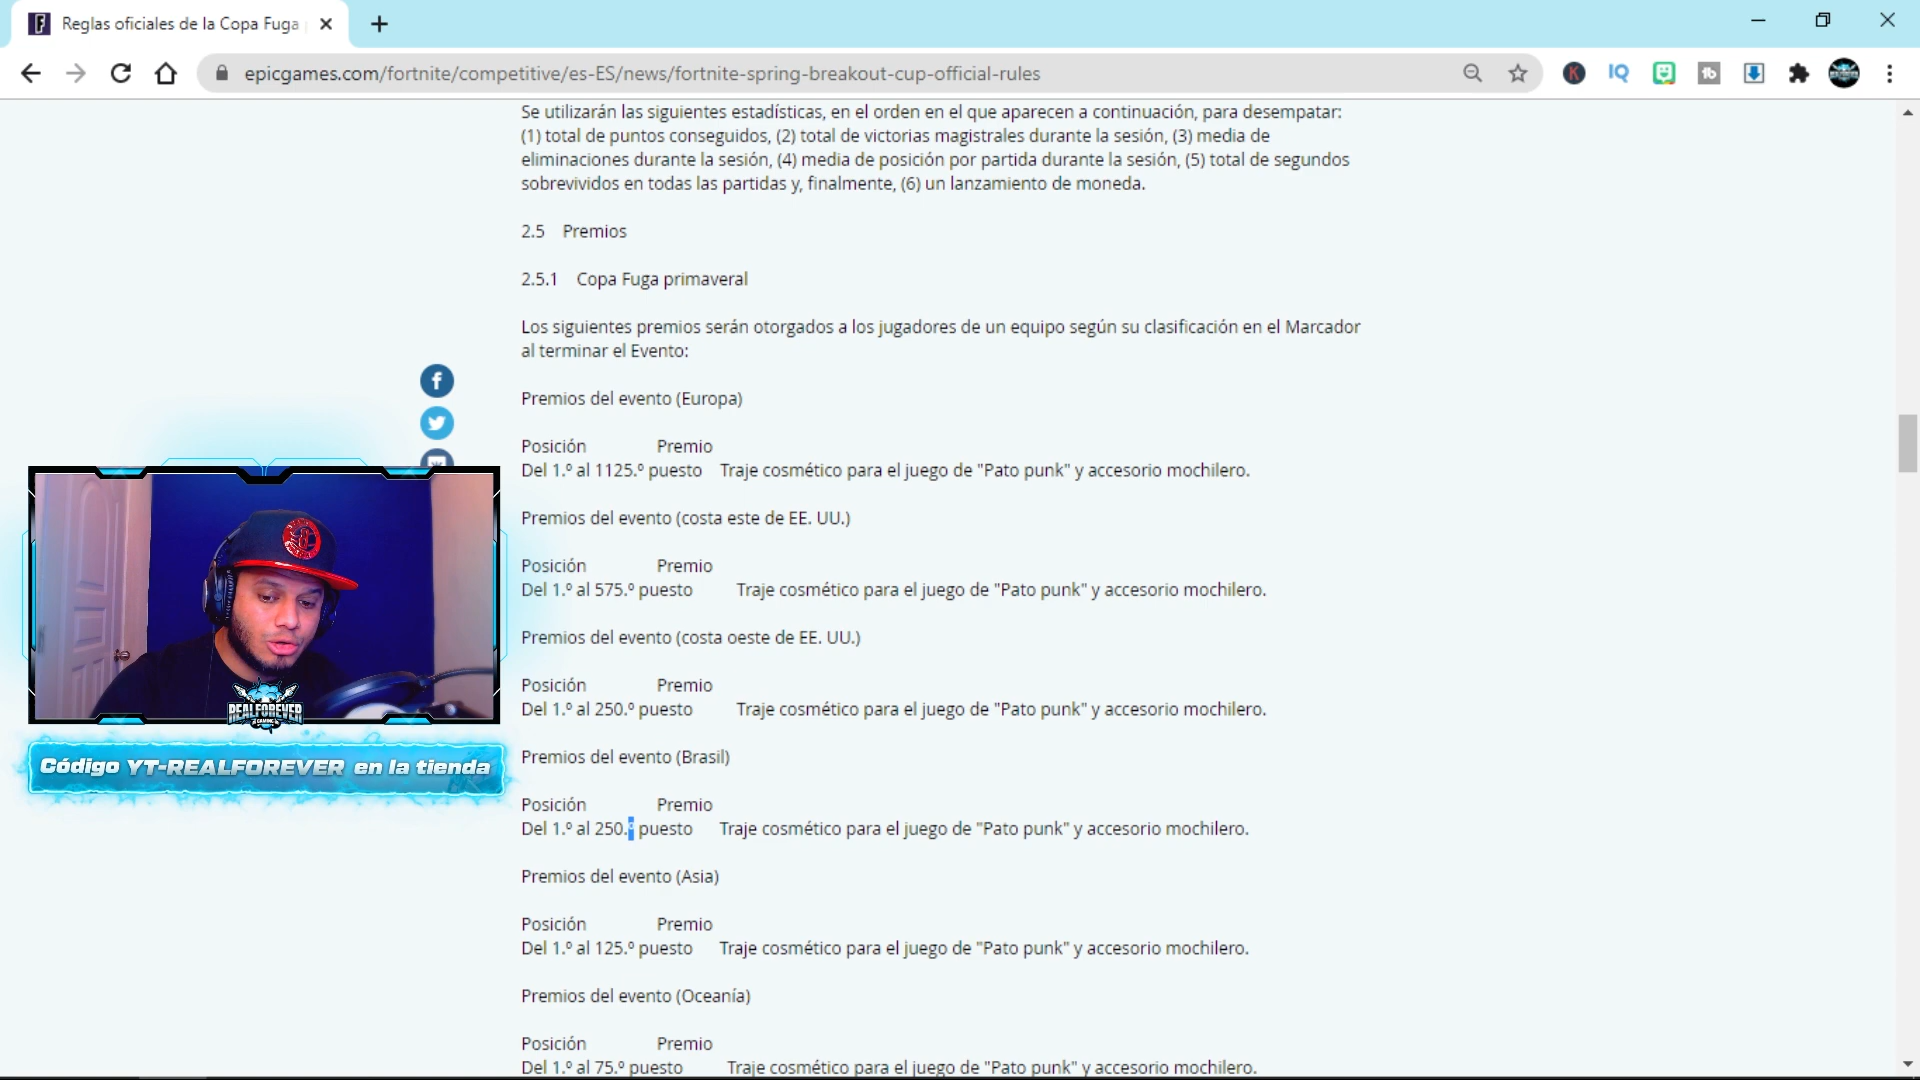 Reglas oficiales de la Copa Fuga
epicgames.com/fortnite/competitive/es-ES/news/fortnite-spring-breakout-cup-official-rules
Se utilizarán las siguientes estadísticas, en el orden en el que aparecen a continuación, para desempatar:
(1) total de puntos conseguidos, (2) total de victorias magistrales durante la sesión, (3) media de
eliminaciones durante la sesión, (4) media de posición por partida durante la sesión, (5) total de segundos
sobrevividos en todas las partidas y, finalmente, (6) un lanzamiento de moneda.
2.5 Premios
2.5.1 Copa Fuga primaveral
Los siguientes premios serán otorgados a los jugadores de un equipo según su clasificación en el Marcador
al terminar el Evento:
Premios del evento (Europa)
Posición Premio
Del 1.º al 1125.º puesto Traje cosmético para el juego de "Pato punk" y accesorio mochilero.
Premios del evento (costa este de EE. UU.)
Posición Premio
Del 1.º al 575.º puesto Traje cosmético para el juego de "Pato punk" y accesorio mochilero.
Premios del evento (costa oeste de EE. UU.)
Posición Premio
Del 1.º al 250.º puesto Traje cosmético para el juego de "Pato punk" y accesorio mochilero.
Premios del evento (Brasil)
Posición Premio
Del 1.º al 250.º puesto Traje cosmético para el juego de "Pato punk" y accesorio mochilero.
Premios del evento (Asia)
Posición Premio
Del 1.º al 125.º puesto Traje cosmético para el juego de "Pato punk" y accesorio mochilero.
Premios del evento (Oceanía)
Posición Premio
Del 1.º al 75.º puesto Traje cosmético para el juego de "Pato punk" y accesorio mochilero.
REALFOREVER
GAMING
Código YT-REALFOREVER en la tienda
K
IQ
tb